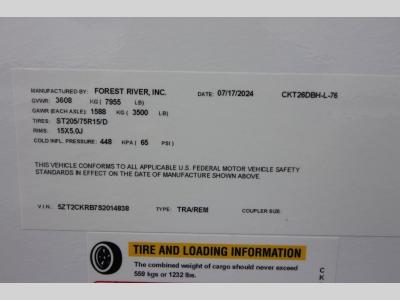 MANUFACTURED BY: FOREST RIVER, INC. DATE: 07/17/2024 CKT26DBH-L-76
GVWR: 3608 KG ( 7955 LB)
GAWR (EACH AXLE): 1588 KG ( 3500 LB)
TIRES: ST205/75R15/D
RIMS: 15X5.0J
COLD INFL. PRESSURE: 448 KPA ( 65 PSI)
THIS VEHICLE CONFORMS TO ALL APPLICABLE U.S. FEDERAL MOTOR VEHICLE SAFETY
STANDARDS IN EFFECT ON THE DATE OF MANUFACTURE SHOWN ABOVE.
V.I.N.: 5ZT2CKRB7S2014838 TYPE: TRA/REM COUPLER SIZE:
TIRE AND LOADING INFORMATION
The combined weight of cargo should never exceed
559 kgs or 1232 lbs.
C
K